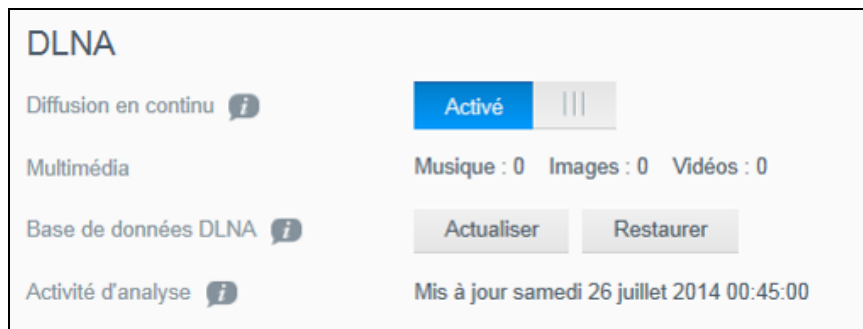 DLNA
Diffusion en continu i Activé
Multimédia Musique : 0 Images : 0 Vidéos : 0
Base de données DLNA i Actualiser Restaurer
Activité d'analyse i Mis à jour samedi 26 juillet 2014 00:45:00